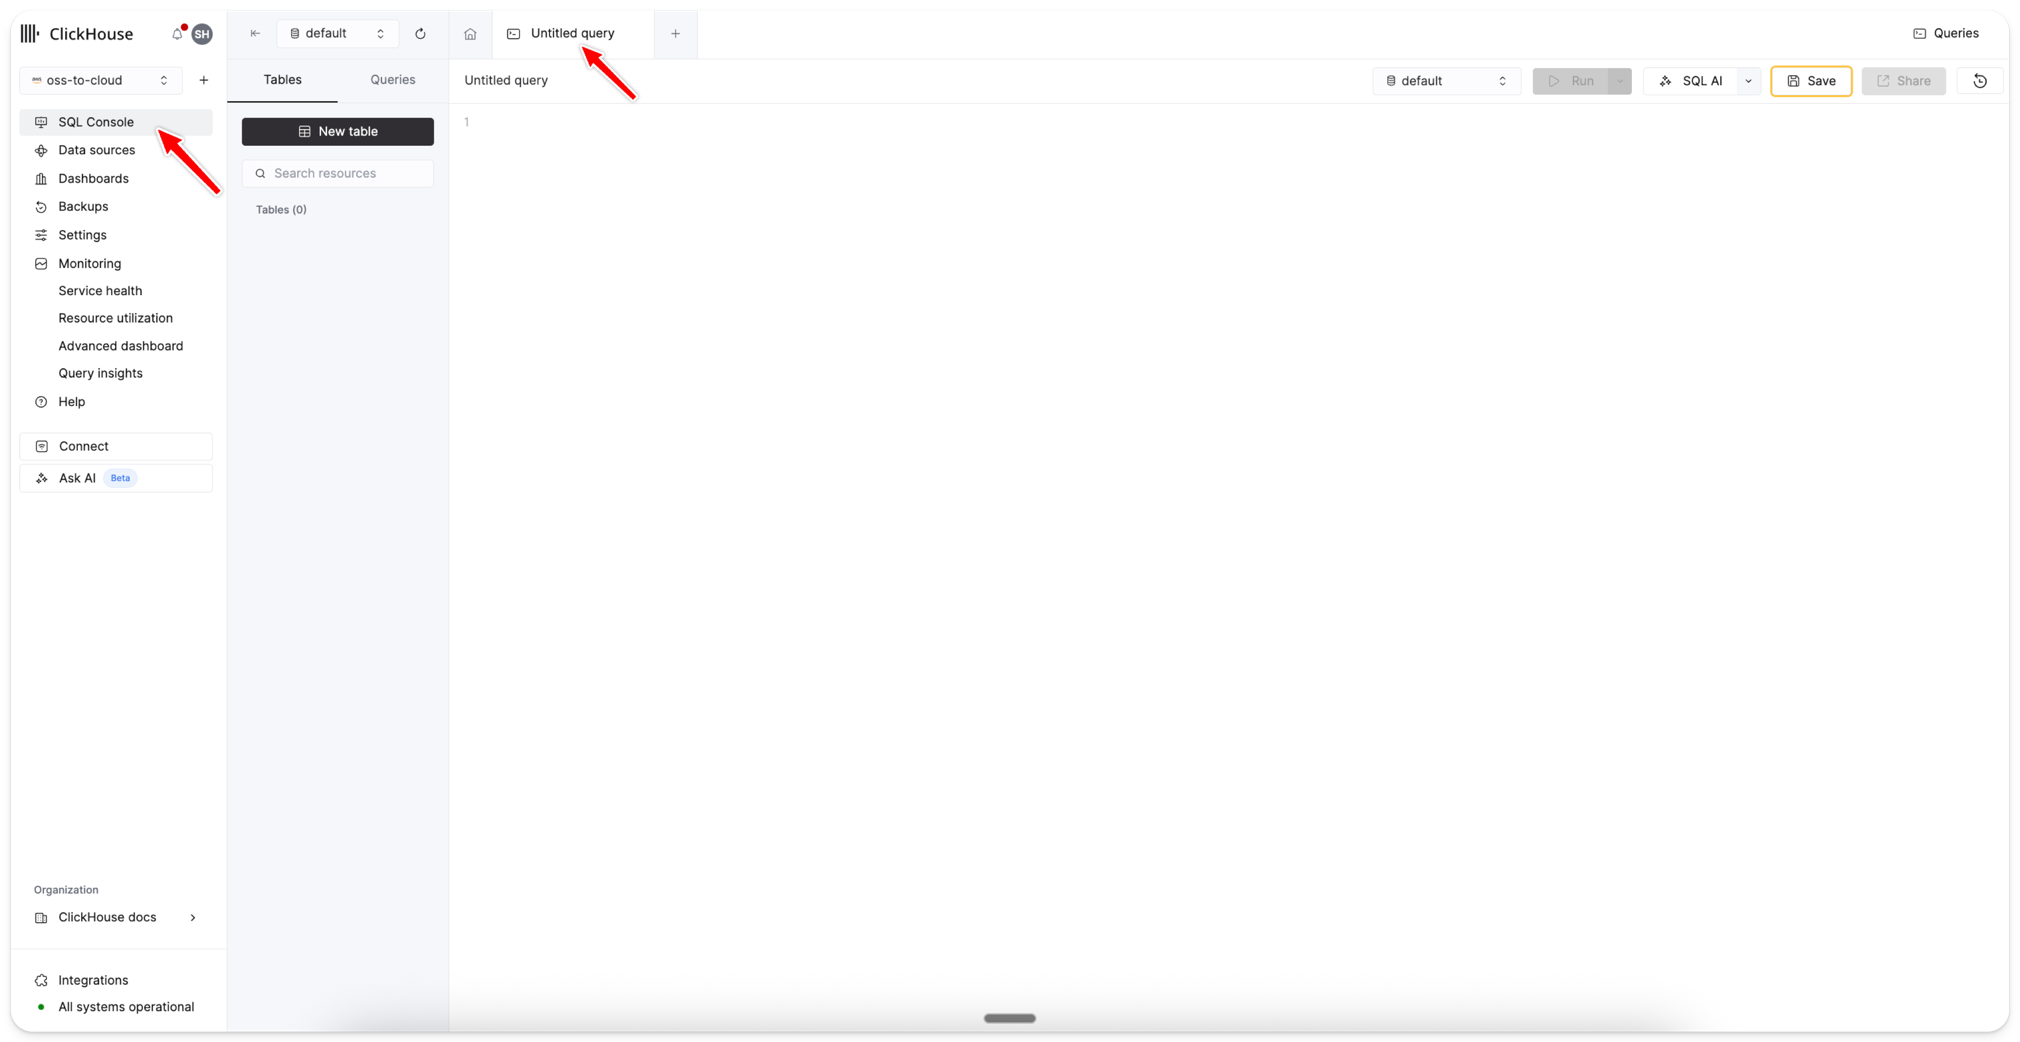 ClickHouse
SH
oss-to-cloud
SQL Console
Data sources
Dashboards
Backups
Settings
Monitoring
Service health
Resource utilization
Advanced dashboard
Query insights
Help
Connect
Ask AI Beta
Organization
ClickHouse docs
Integrations
All systems operational
default
Tables Queries
New table
Search resources
Tables (0)
Untitled query
Queries
Untitled query
default
Run
SQL AI
Save
Share
1